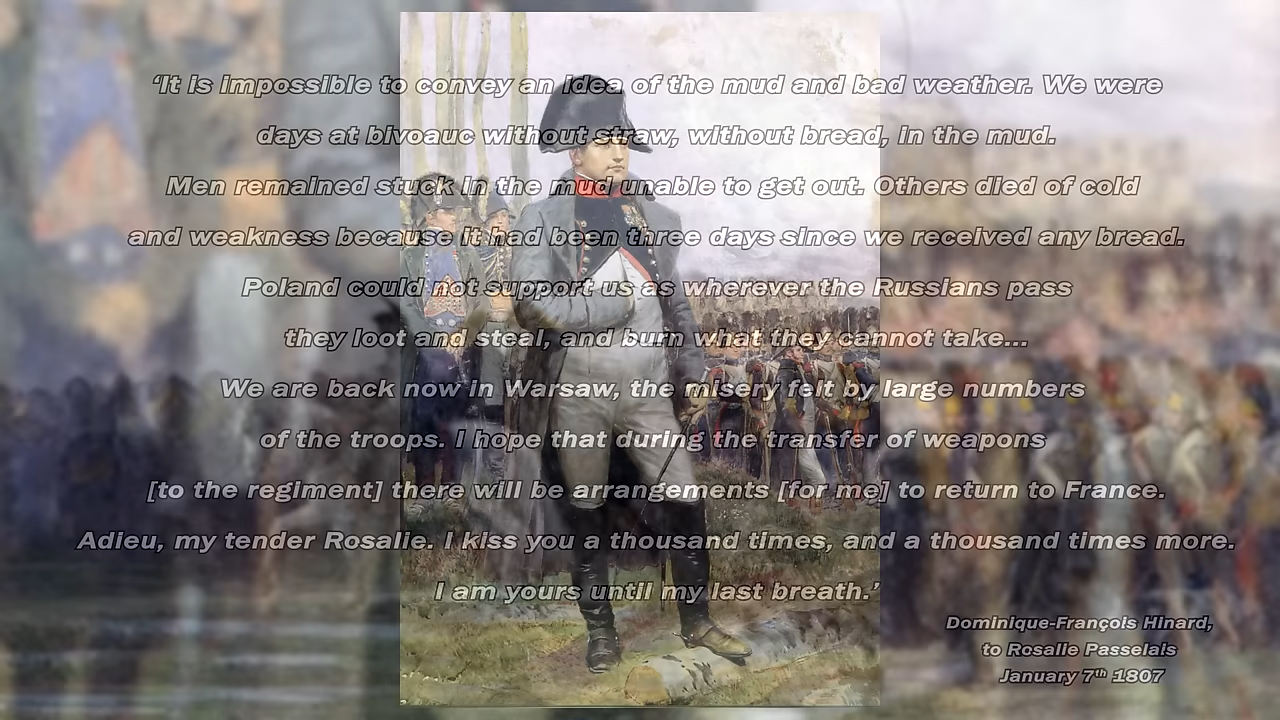 ‘It is impossible to convey an idea of the mud and bad weather. We were
days at bivoauc without straw, without bread, in the mud.
Men remained stuck in the mud unable to get out. Others died of cold
and weakness because it had been three days since we received any bread.
Poland could not support us as wherever the Russians pass
they loot and steal, and burn what they cannot take...
We are back now in Warsaw, the misery felt by large numbers
of the troops. I hope that during the transfer of weapons
[to the regiment] there will be arrangements [for me] to return to France.
Adieu, my tender Rosalie. I kiss you a thousand times, and a thousand times more.
I am yours until my last breath.’
Dominique-François Hinard,
to Rosalie Passelais
January 7th 1807